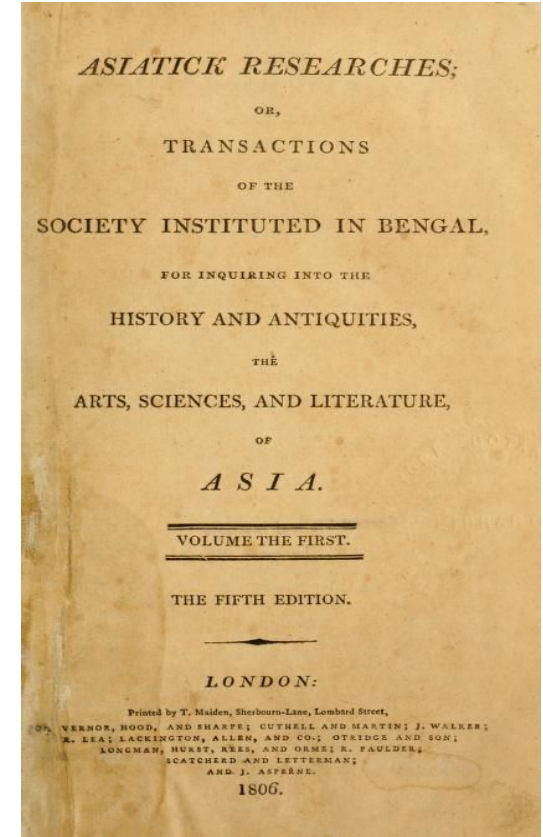 ASIATICK RESEARCHES;
OR,
TRANSACTIONS
OF THE
SOCIETY INSTITUTED IN BENGAL,
FOR INQUIRING INTO THE
HISTORY AND ANTIQUITIES,
THE
ARTS, SCIENCES, AND LITERATURE,
OF
ASIA.
VOLUME THE FIRST.
THE FIFTH EDITION.
LONDON:
Printed by T. Maiden, Sherbourn-Lane, Lombard Street,
VERNOR, HOOD, AND SHARPE; CUTHELL AND MARTIN; J. WALKER;
R. LEA; LACKINGTON, ALLEN, AND CO.; OTRIDGE AND SON;
LONGMAN, HURST, REES, AND ORME; R. FAULDER;
SCATCHERD AND LETTERMAN;
AND J. ASPERNE.
1806.